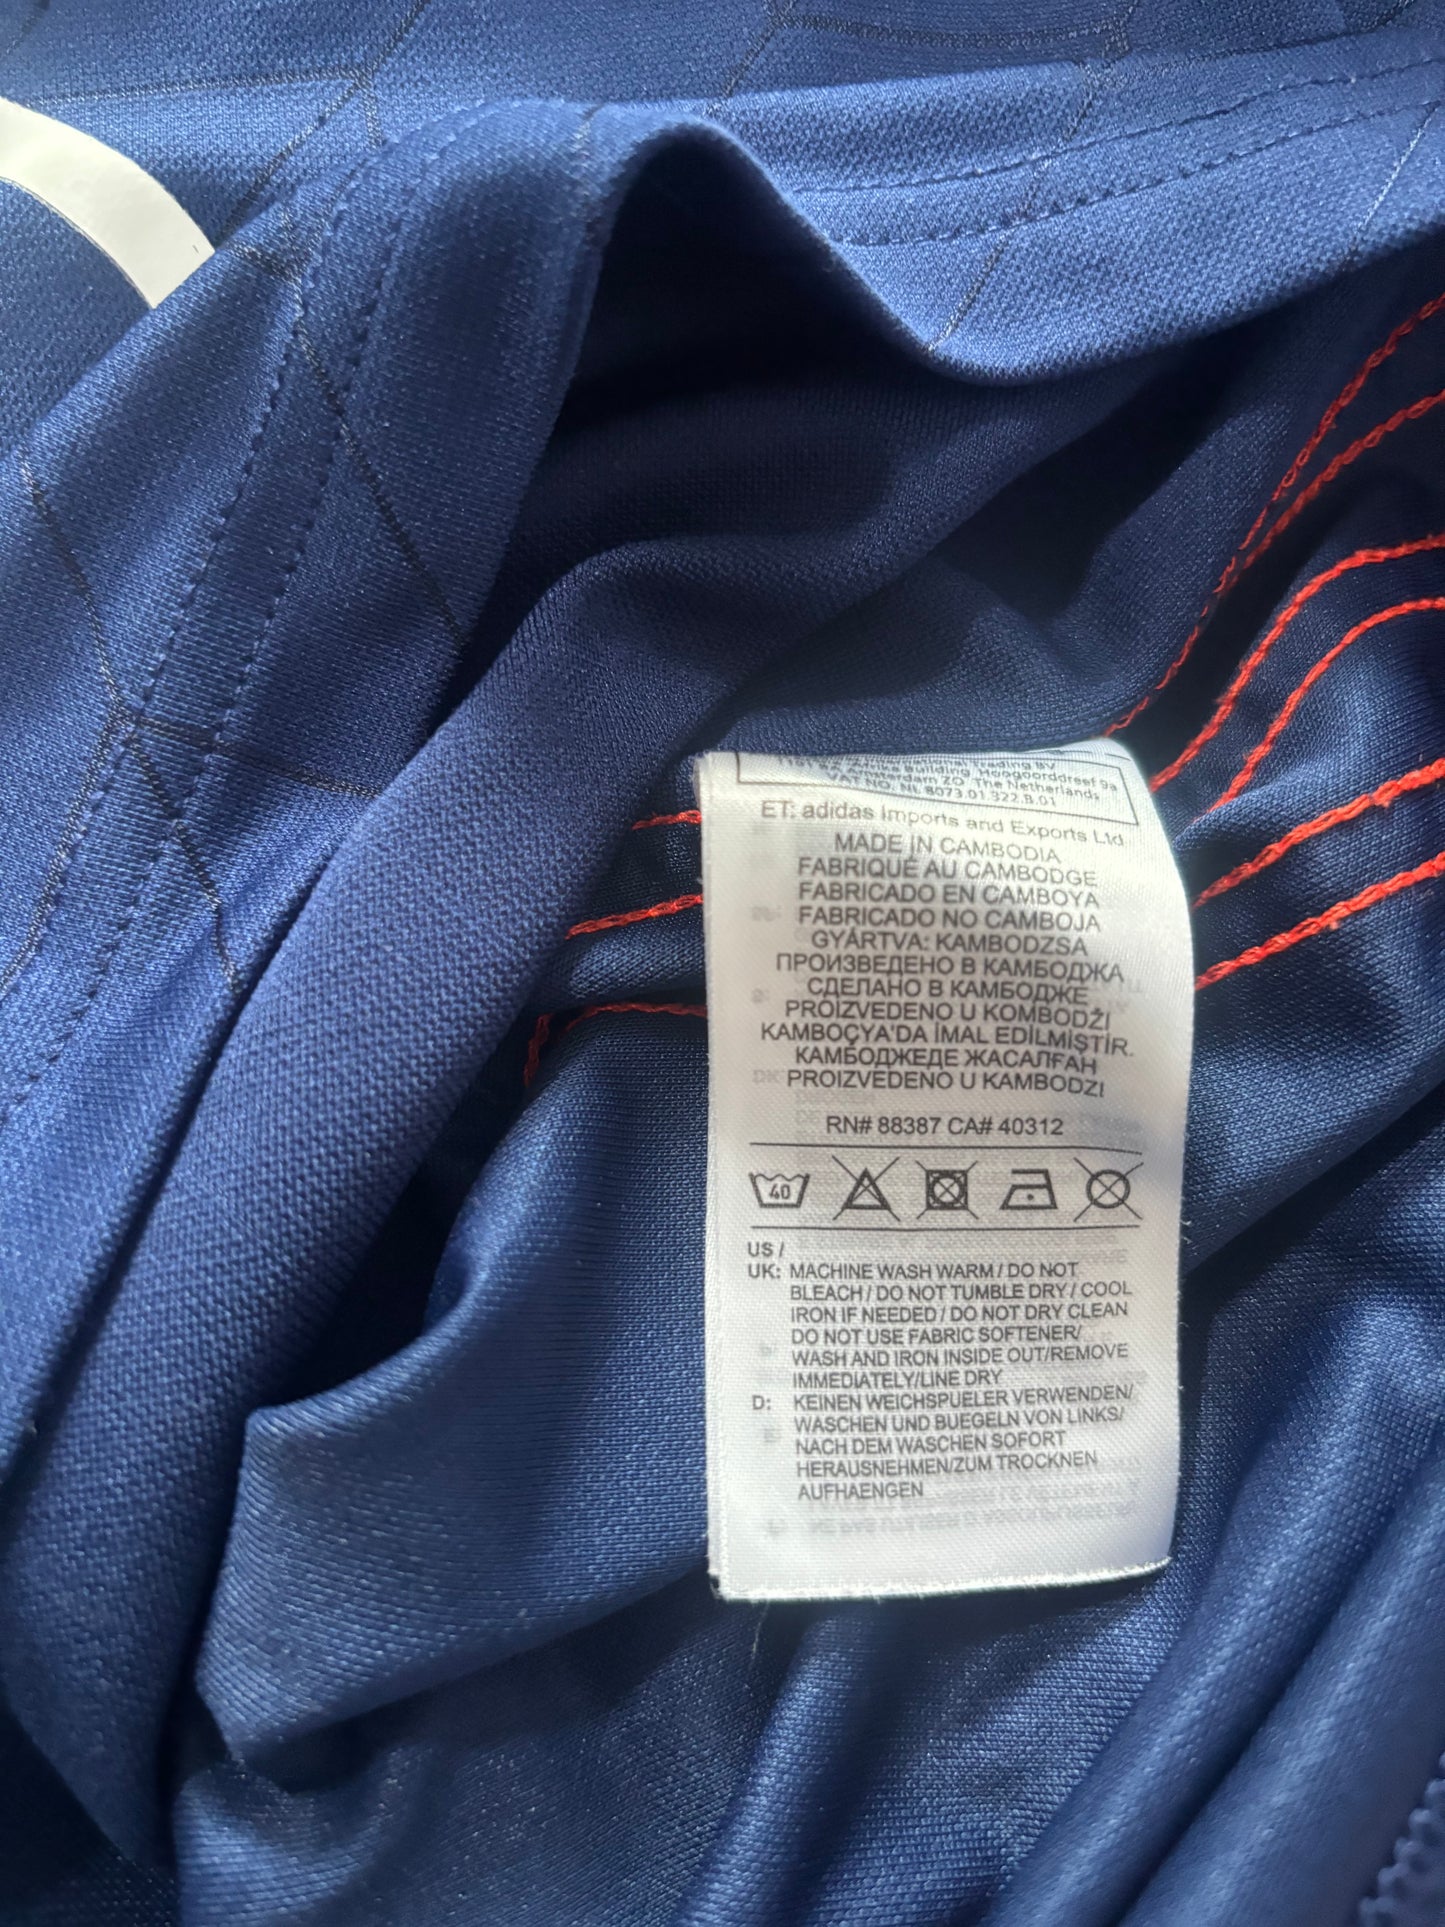 Trading BV
Building, Hoogoorddreef 9a
Amsterdam ZO The Netherlands
VAT NO. NL 8073.01.322.B.01
ET: adidas Imports and Exports Ltd
MADE IN CAMBODIA
FABRIQUÉ AU CAMBODGE
FABRICADO EN CAMBOYA
FABRICADO NO CAMBOJA
GYÁRTVA: KAMBODZSA
ПРОИЗВЕДЕНО В КАМБОДЖА
СДЕЛАНО В КАМБОДЖЕ
PROIZVEDENO U KOMBODŽI
KAMBOÇYA'DA İMAL EDİLMİŞTİR.
КАМБОДЖЕДЕ ЖАСАЛҒАН
PROIZVEDENO U KAMBODZI
RN# 88387 CA# 40312
40
US /
UK: MACHINE WASH WARM / DO NOT
BLEACH / DO NOT TUMBLE DRY / COOL
IRON IF NEEDED / DO NOT DRY CLEAN
DO NOT USE FABRIC SOFTENER/
WASH AND IRON INSIDE OUT/REMOVE
IMMEDIATELY/LINE DRY
D: KEINEN WEICHSPUELER VERWENDEN/
WASCHEN UND BUEGELN VON LINKS/
NACH DEM WASCHEN SOFORT
HERAUSNEHMEN/ZUM TROCKNEN
AUFHAENGEN